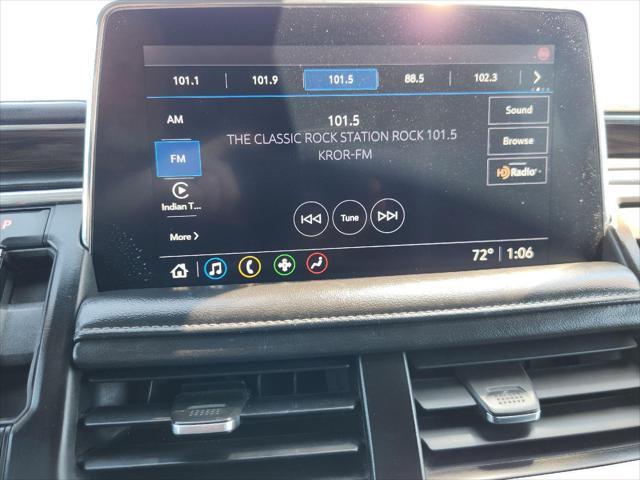 101.1 101.9 101.5 88.5 102.3
AM
101.5
THE CLASSIC ROCK STATION ROCK 101.5
KROR-FM
Sound
Browse
HD Radio
FM
Indian T...
More
Tune
72° 1:06
P